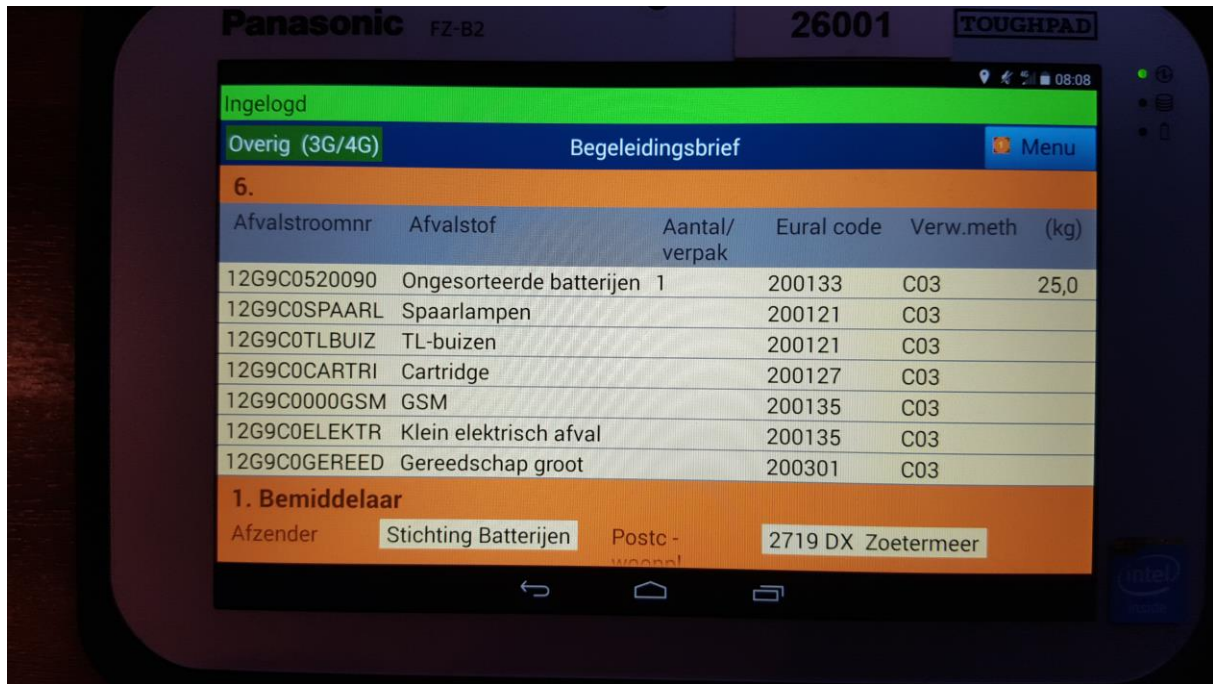 Panasonic FZ-B2 26001 TOUGHPAD
08:08
Ingelogd
Overig (3G/4G) Begeleidingsbrief Menu
6.
Afvalstroomnr Afvalstof Aantal/ verpak Eural code Verw.meth (kg)
12G9C0520090 Ongesorteerde batterijen 1 200133 C03 25,0
12G9C0SPAARL Spaarlampen 200121 C03
12G9C0TLBUIZ TL-buizen 200121 C03
12G9C0CARTRI Cartridge 200127 C03
12G9C0000GSM GSM 200135 C03
12G9C0ELEKTR Klein elektrisch afval 200135 C03
12G9C0GEREED Gereedschap groot 200301 C03
1. Bemiddelaar
Afzender Stichting Batterijen Postc - 2719 DX Zoetermeer
intel